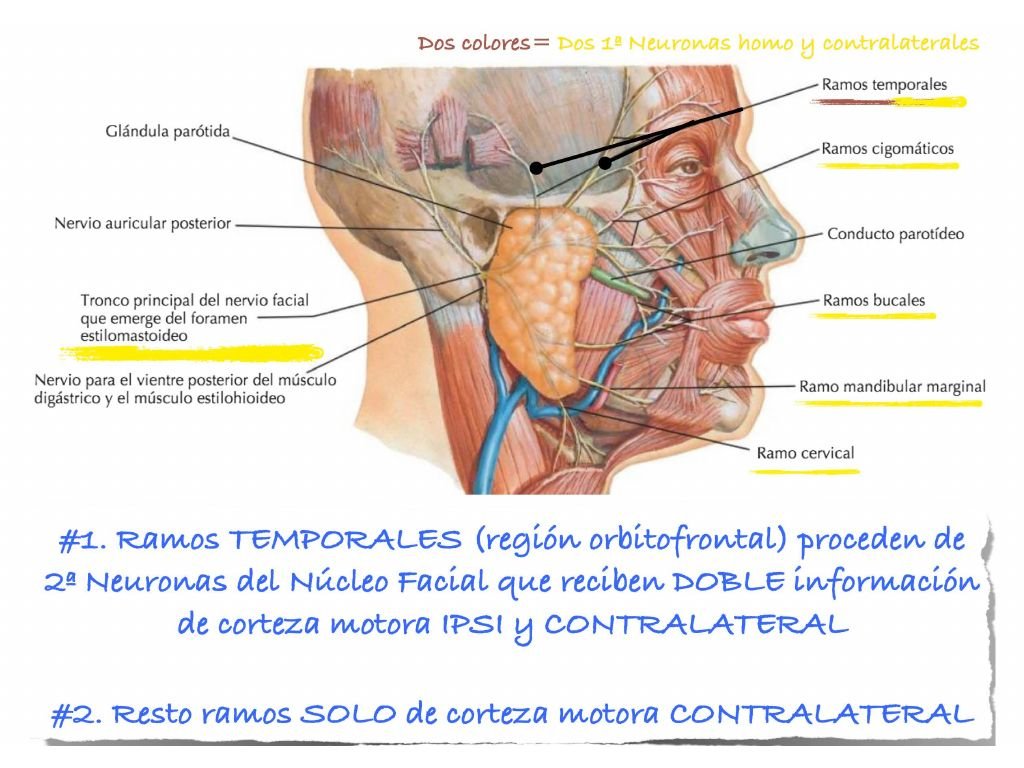 Dos colores= Dos 1ª Neuronas homo y contralaterales
Ramos temporales
Glándula parótida
Ramos cigomáticos
Nervio auricular posterior
Conducto parotídeo
Tronco principal del nervio facial
que emerge del foramen
estilomastoideo
Ramos bucales
Nervio para el vientre posterior del músculo
digástrico y el músculo estilohioideo
Ramo mandibular marginal
Ramo cervical
#1. Ramos TEMPORALES (región orbitofrontal) proceden de
2ª Neuronas del Núcleo Facial que reciben DOBLE información
de corteza motora IPSI y CONTRALATERAL
#2. Resto ramos SOLO de corteza motora CONTRALATERAL